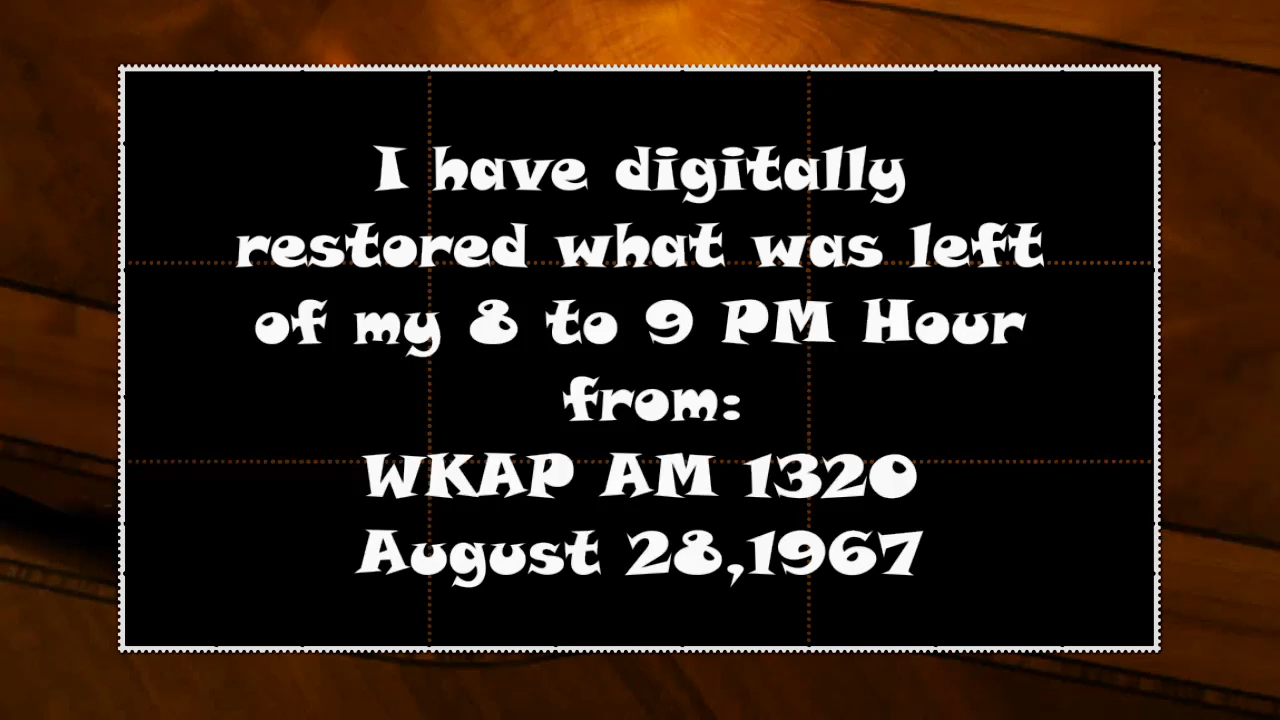 I have digitally
restored what was left
of my 8 to 9 PM Hour
from:
WKAP AM 1320
August 28,1967